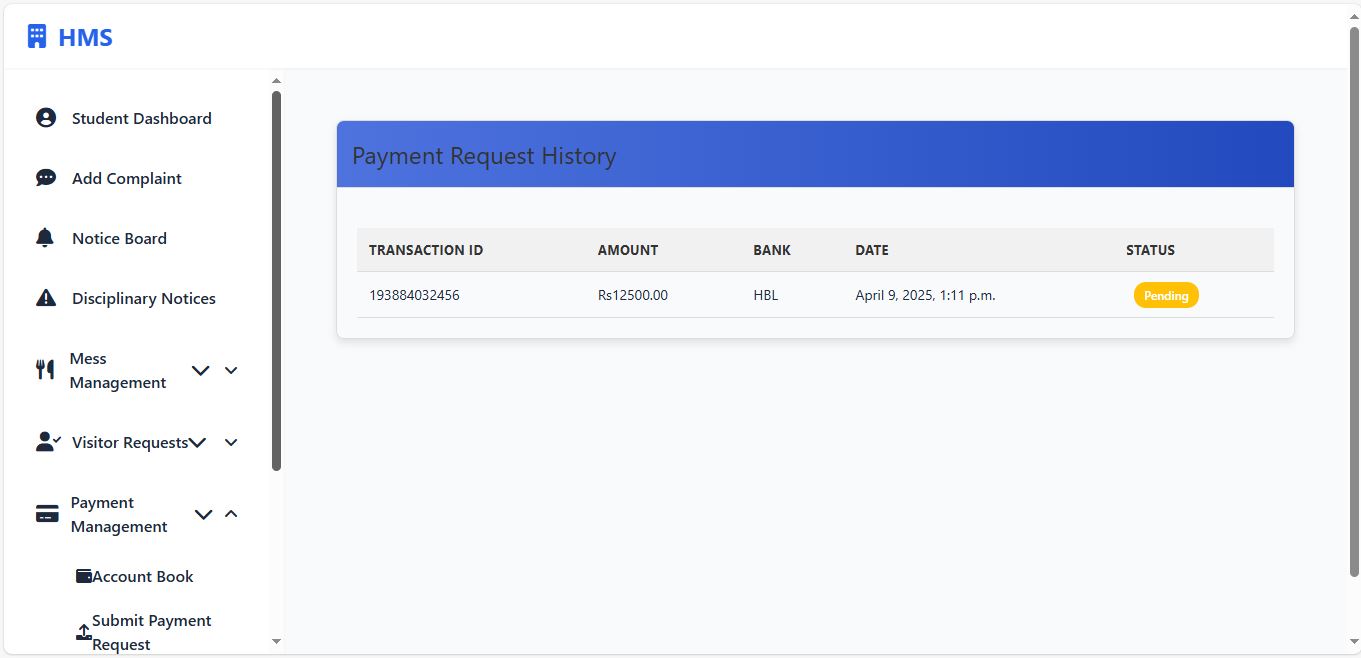 HMS
Student Dashboard
Add Complaint
Notice Board
Disciplinary Notices
Mess
Management
Visitor Requests
Payment
Management
Account Book
Submit Payment
Request
Payment Request History
TRANSACTION ID AMOUNT BANK DATE STATUS
193884032456 Rs12500.00 HBL April 9, 2025, 1:11 p.m. Pending